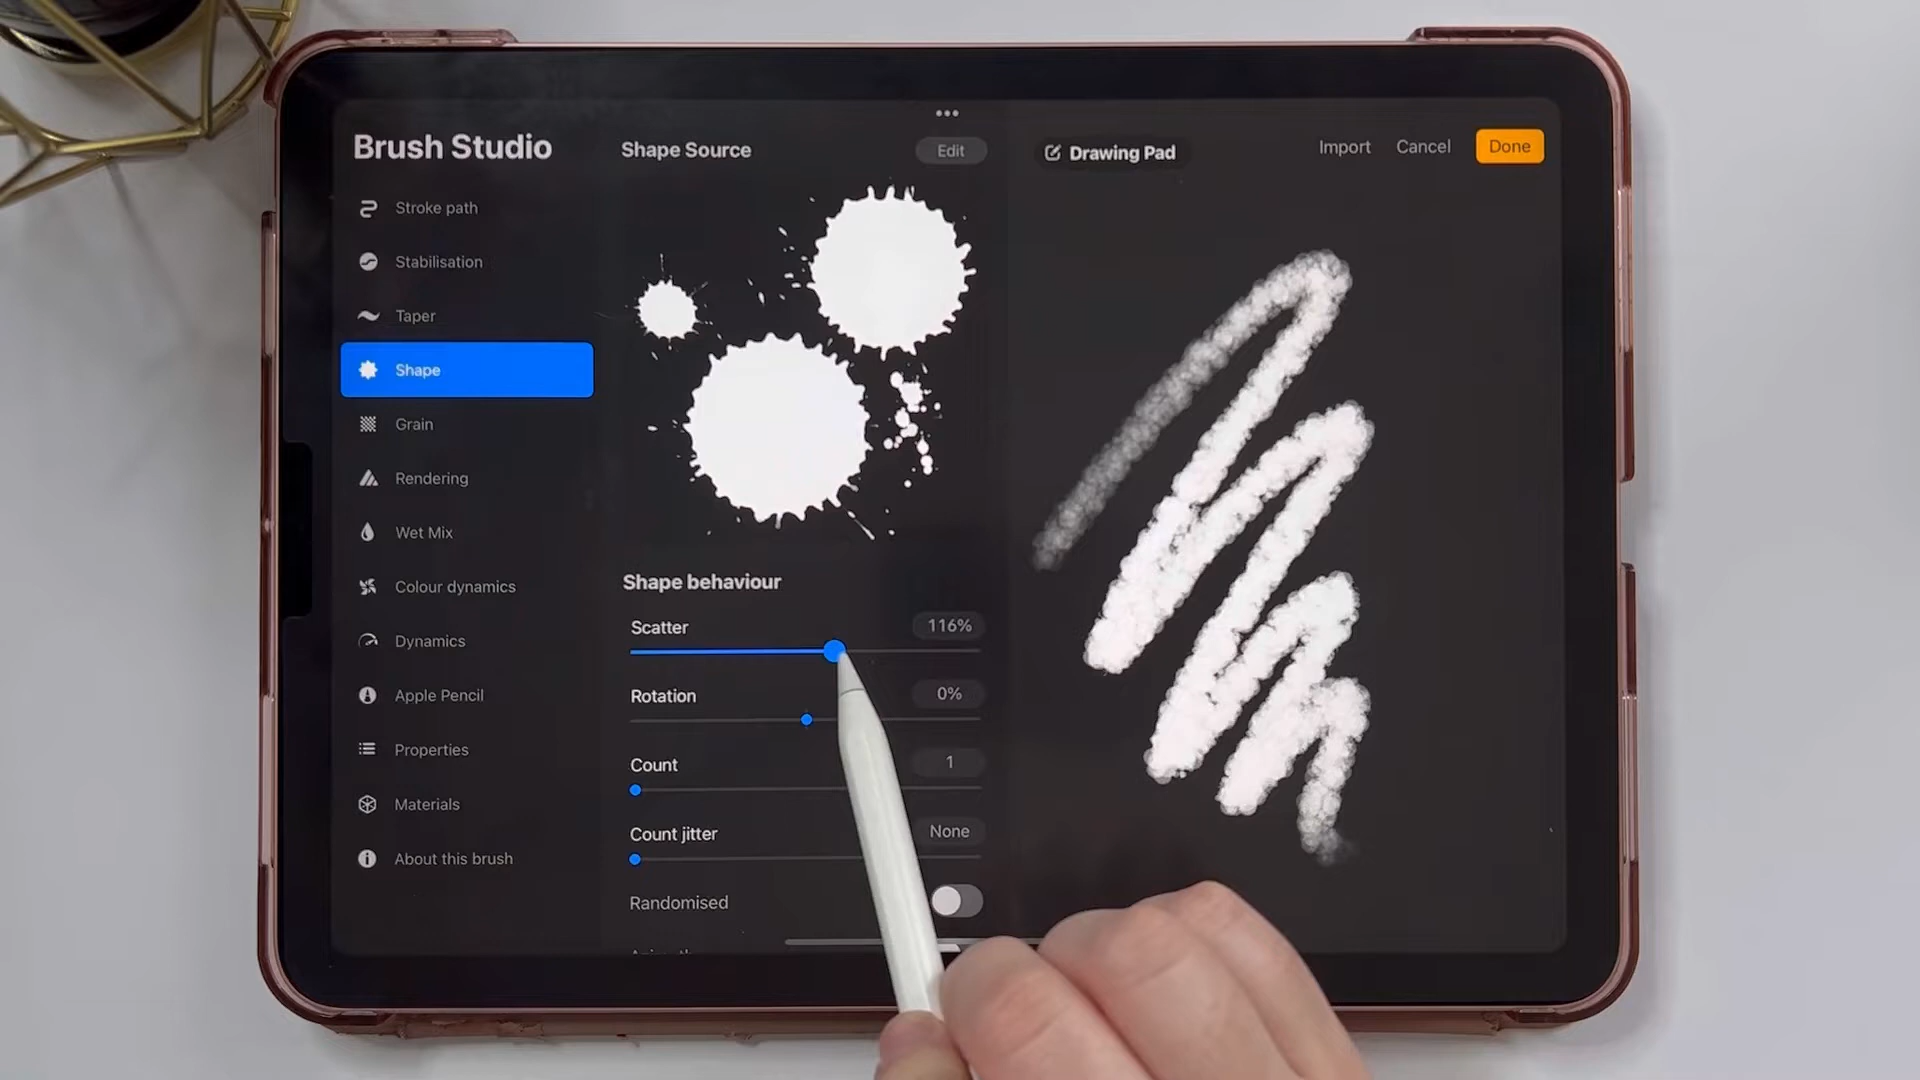 Brush Studio
Stroke path
Stabilisation
Taper
Shape
Grain
Rendering
Wet Mix
Colour dynamics
Dynamics
Apple Pencil
Properties
Materials
About this brush
Shape Source
Edit
Shape behaviour
Scatter 116%
Rotation 0%
Count 1
Count jitter None
Randomised
Drawing Pad
Import Cancel Done